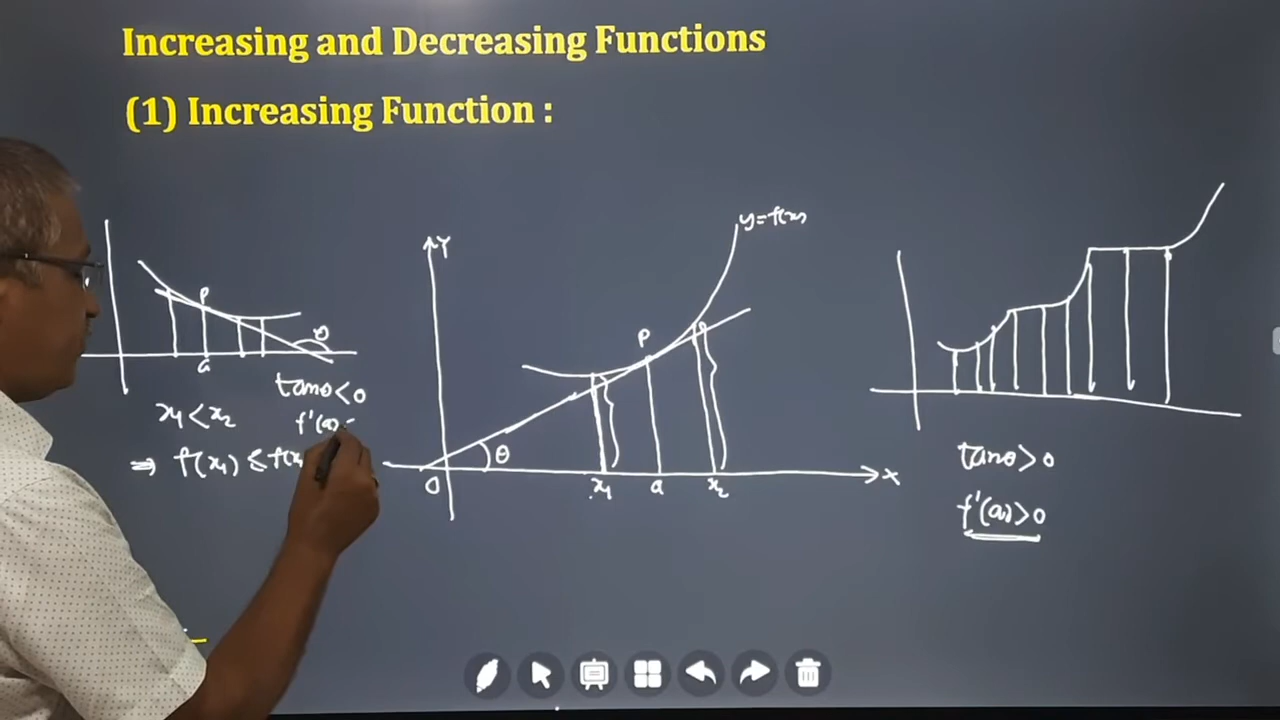 Increasing and Decreasing Functions
(1) Increasing Function :
Y
y=f(x)
P
θ
a
tanθ<0
x₁<x₂
f'(a)
⇒ f(x₁) ≤ f(x
P
θ
O
x₁
a
x₂
X
tanθ>0
f'(a)>0